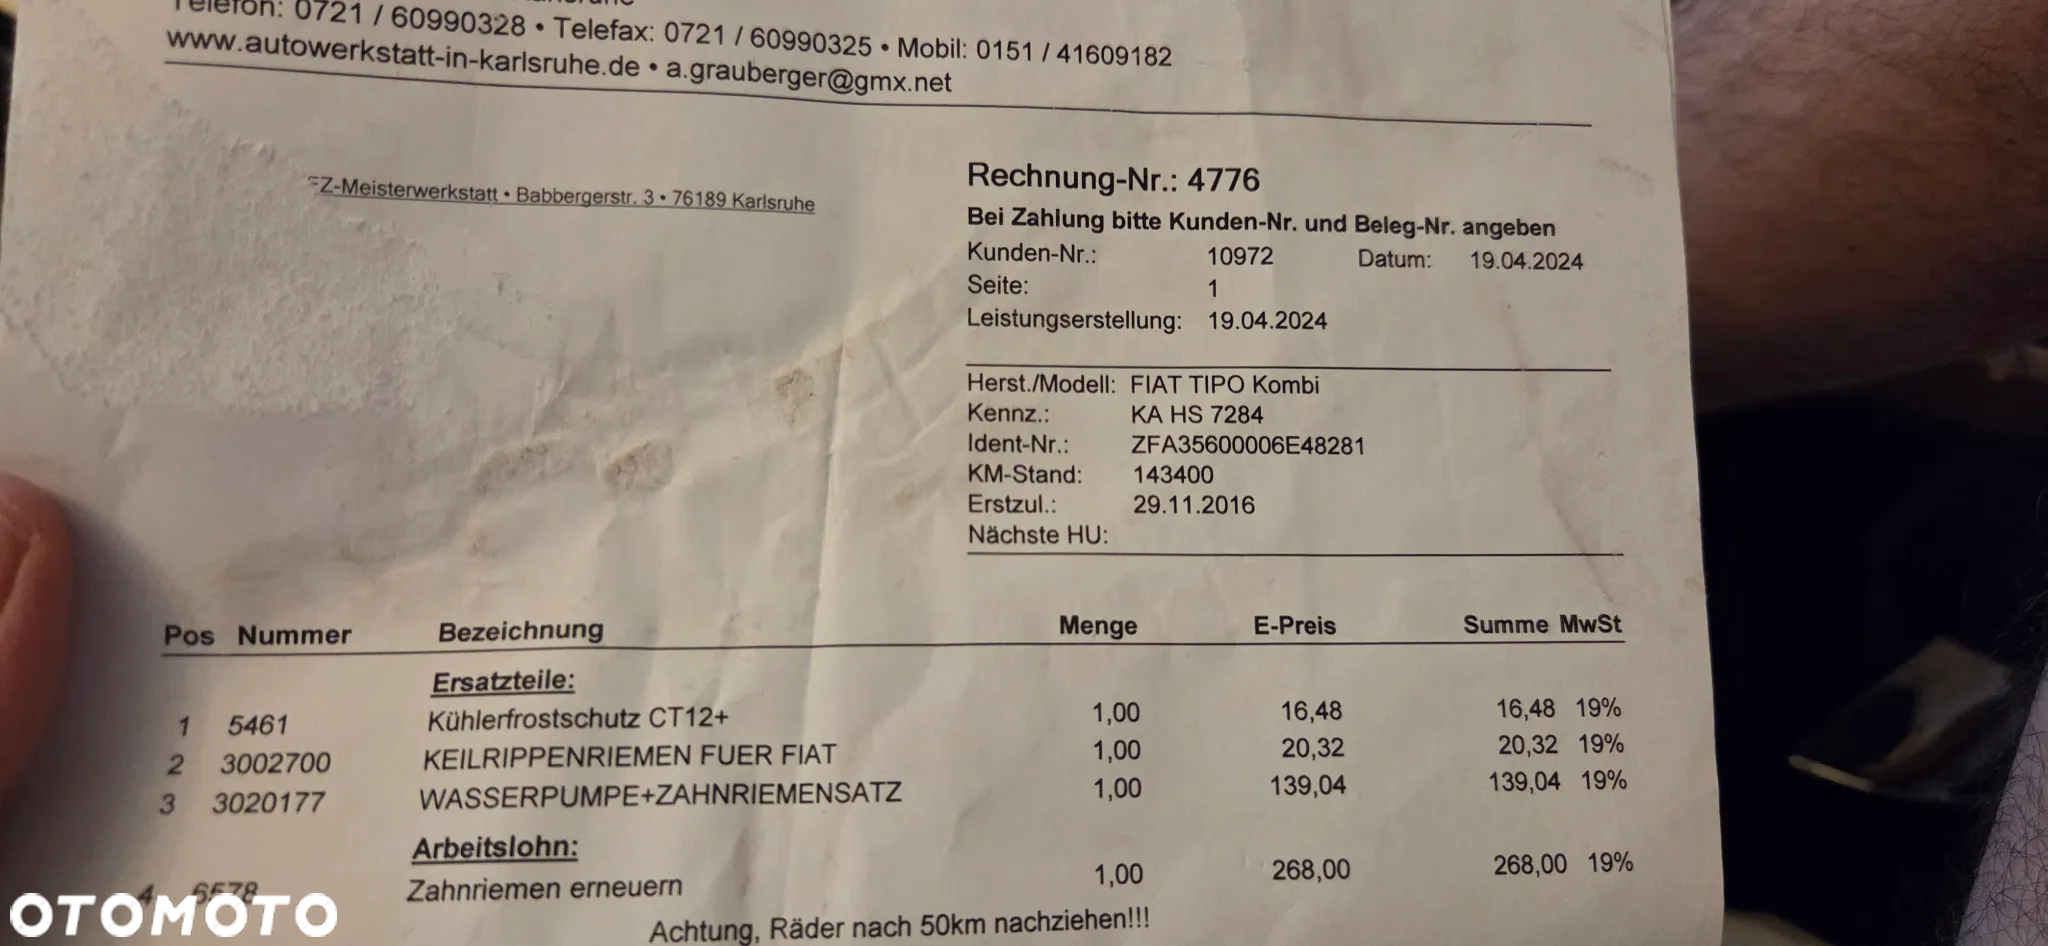 Telefon: 0721 / 60990328 • Telefax: 0721 / 60990325 • Mobil: 0151 / 41609182
www.autowerkstatt-in-karlsruhe.de • a.grauberger@gmx.net
FZ-Meisterwerkstatt • Babbergerstr. 3 • 76189 Karlsruhe
Rechnung-Nr.: 4776
Bei Zahlung bitte Kunden-Nr. und Beleg-Nr. angeben
Kunden-Nr.: 10972 Datum: 19.04.2024
Seite: 1
Leistungserstellung: 19.04.2024
Herst./Modell: FIAT TIPO Kombi
Kennz.: KA HS 7284
Ident-Nr.: ZFA35600006E48281
KM-Stand: 143400
Erstzul.: 29.11.2016
Nächste HU:
Pos Nummer Bezeichnung Menge E-Preis Summe MwSt
Ersatzteile:
1 5461 Kühlerfrostschutz CT12+ 1,00 16,48 16,48 19%
2 3002700 KEILRIPPENRIEMEN FUER FIAT 1,00 20,32 20,32 19%
3 3020177 WASSERPUMPE+ZAHNRIEMENSATZ 1,00 139,04 139,04 19%
Arbeitslohn:
4 6578 Zahnriemen erneuern 1,00 268,00 268,00 19%
Achtung, Räder nach 50km nachziehen!!!
OTOMOTO